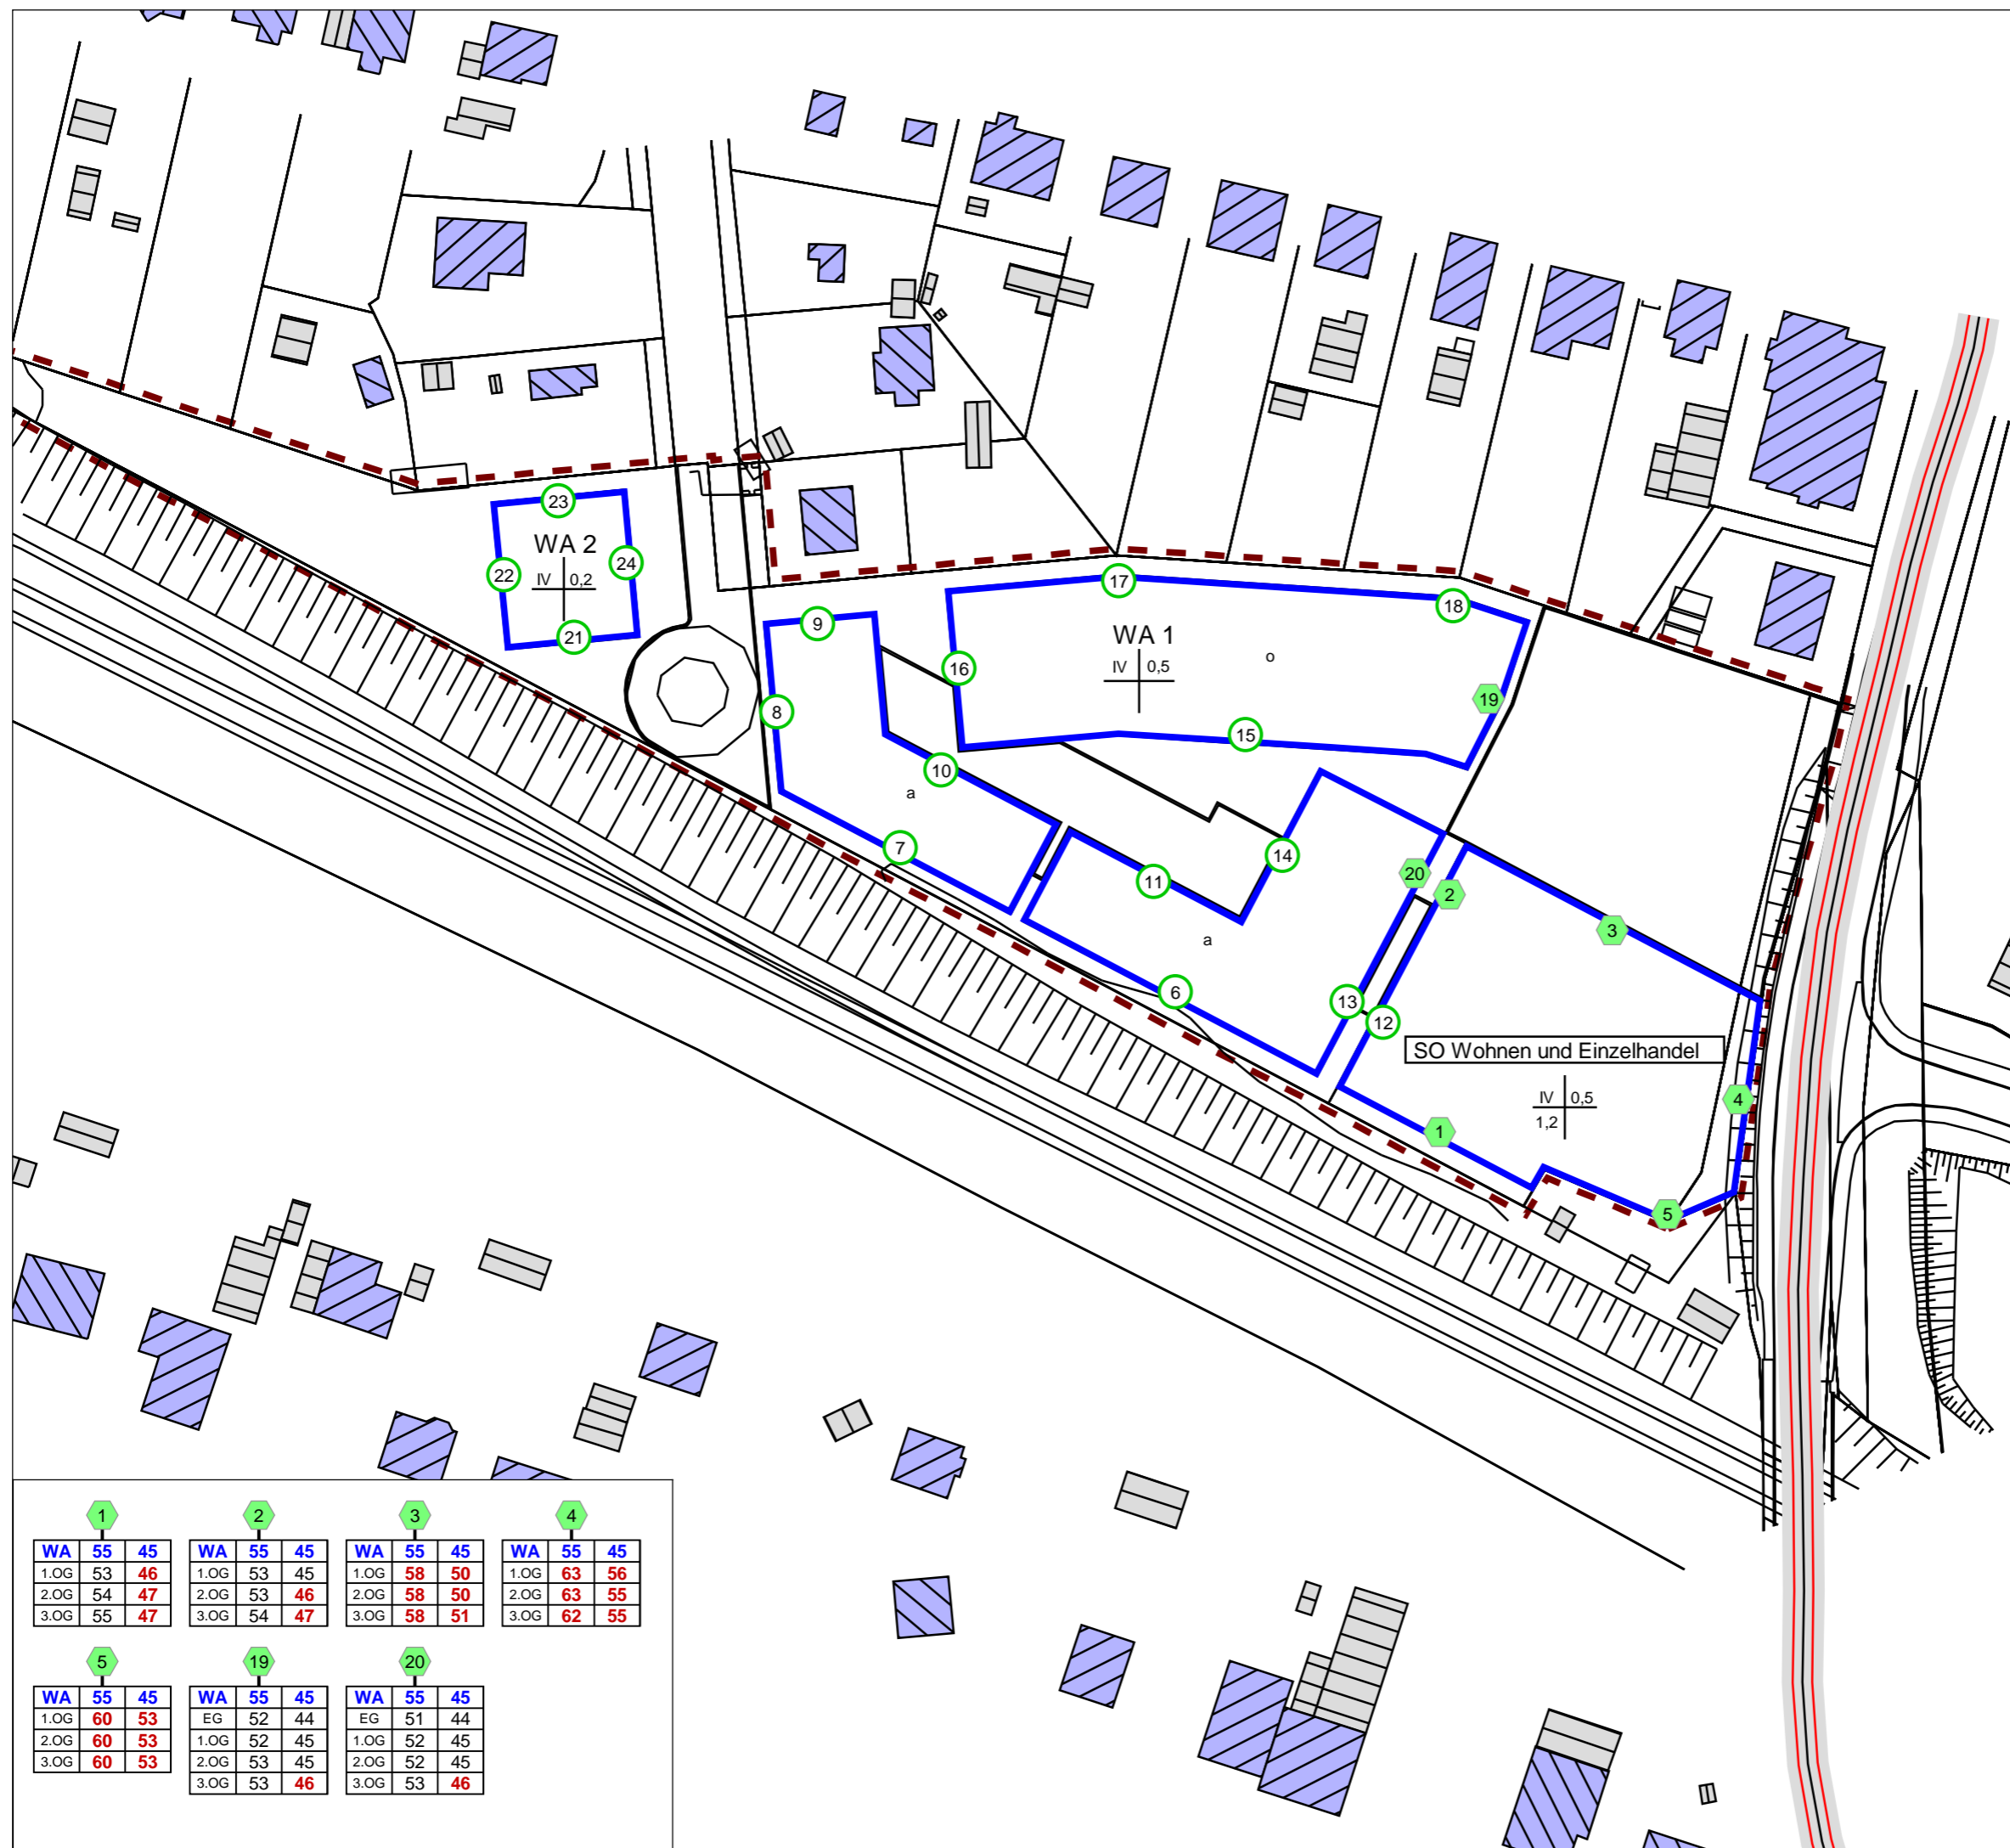 23
WA 2
22
24
IV 0,2
21
17
18
9
WA 1
IV 0,5
o
16
19
8
15
10
a
7
14
11
20
2
3
a
6
13
12
SO Wohnen und Einzelhandel
IV 0,5
1,2
4
1
5
1 2 3 4
WA 55 45 WA 55 45 WA 55 45 WA 55 45
1.OG 53 46 1.OG 53 45 1.OG 58 50 1.OG 63 56
2.OG 54 47 2.OG 53 46 2.OG 58 50 2.OG 63 55
3.OG 55 47 3.OG 54 47 3.OG 58 51 3.OG 62 55
5 19 20
WA 55 45 WA 55 45 WA 55 45
1.OG 60 53 EG 52 44 EG 51 44
2.OG 60 53 1.OG 52 45 1.OG 52 45
3.OG 60 53 2.OG 53 45 2.OG 52 45
3.OG 53 46 3.OG 53 46